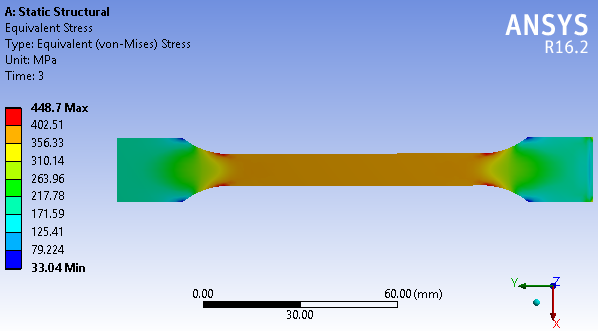 A: Static Structural
Equivalent Stress
Type: Equivalent (von-Mises) Stress
Unit: MPa
Time: 3
ANSYS
R16.2
448.7 Max
402.51
356.33
310.14
263.96
217.78
171.59
125.41
79.224
33.04 Min
0.00
60.00 (mm)
30.00
Y
Z
X